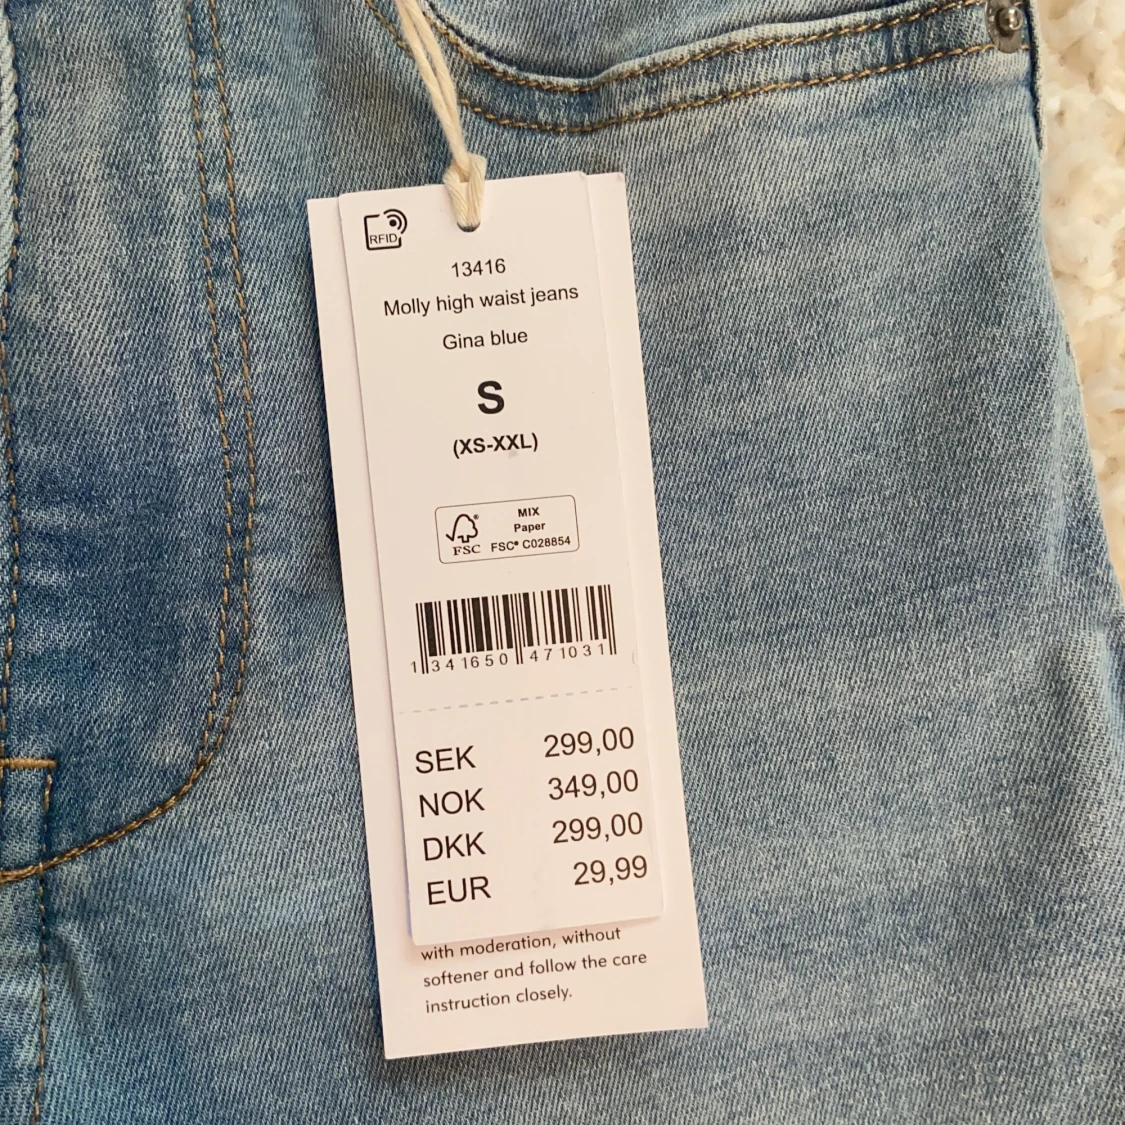 RFID
13416
Molly high waist jeans
Gina blue
S
(XS-XXL)
FSC®
MIX
Paper
FSC® C028854
1 341650 471031
SEK 299,00
NOK 349,00
DKK 299,00
EUR 29,99
with moderation, without
softener and follow the care
instruction closely.